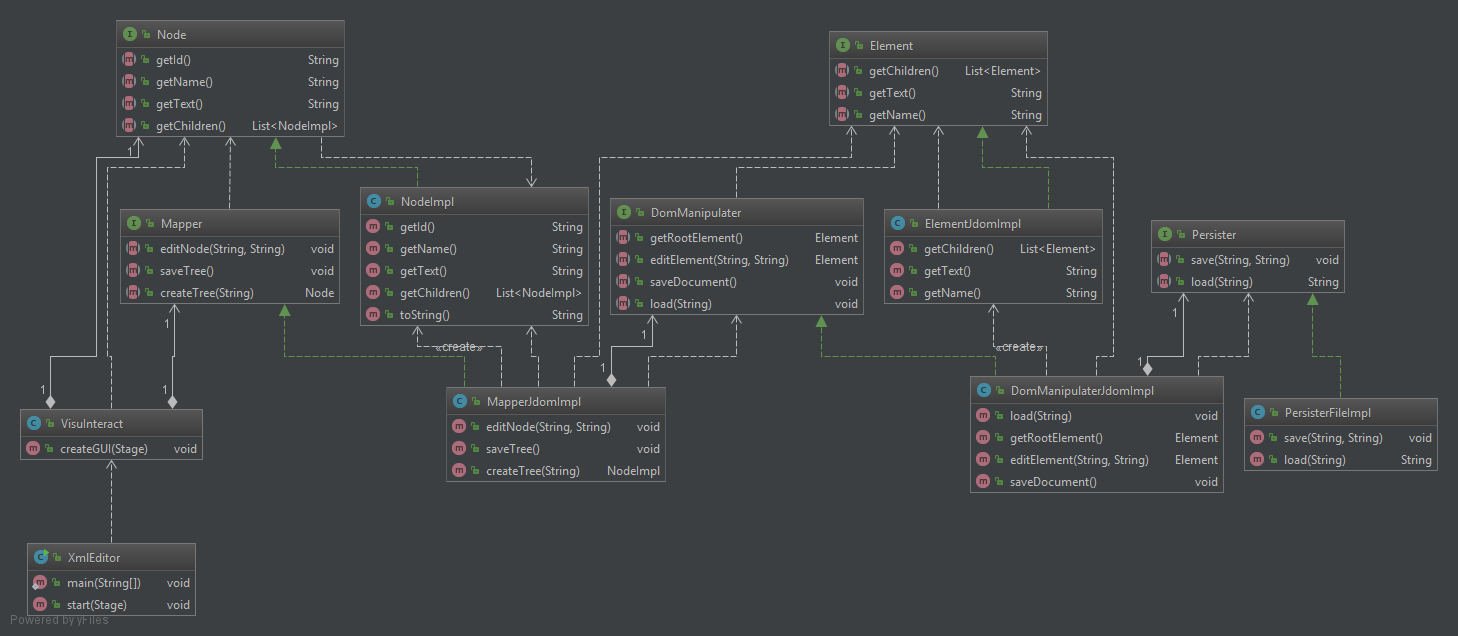 Node
getId() String
getName() String
getText() String
getChildren() List<NodeImpl>
Element
getChildren() List<Element>
getText() String
getName() String
1
Mapper
editNode(String, String) void
saveTree() void
createTree(String) Node
NodeImpl
getId() String
getName() String
getText() String
getChildren() List<NodeImpl>
toString() String
DomManipulater
getRootElement() Element
editElement(String, String) Element
saveDocument() void
load(String) void
ElementJdomImpl
getChildren() List<Element>
getText() String
getName() String
Persister
save(String, String) void
load(String) String
1
«create»
1
1
«create»
1
1
1
1
VisuInteract
createGUI(Stage) void
MapperJdomImpl
editNode(String, String) void
saveTree() void
createTree(String) NodeImpl
DomManipulaterJdomImpl
load(String) void
getRootElement() Element
editElement(String, String) Element
saveDocument() void
PersisterFileImpl
save(String, String) void
load(String) String
XmlEditor
main(String[]) void
start(Stage) void
Powered by yFiles